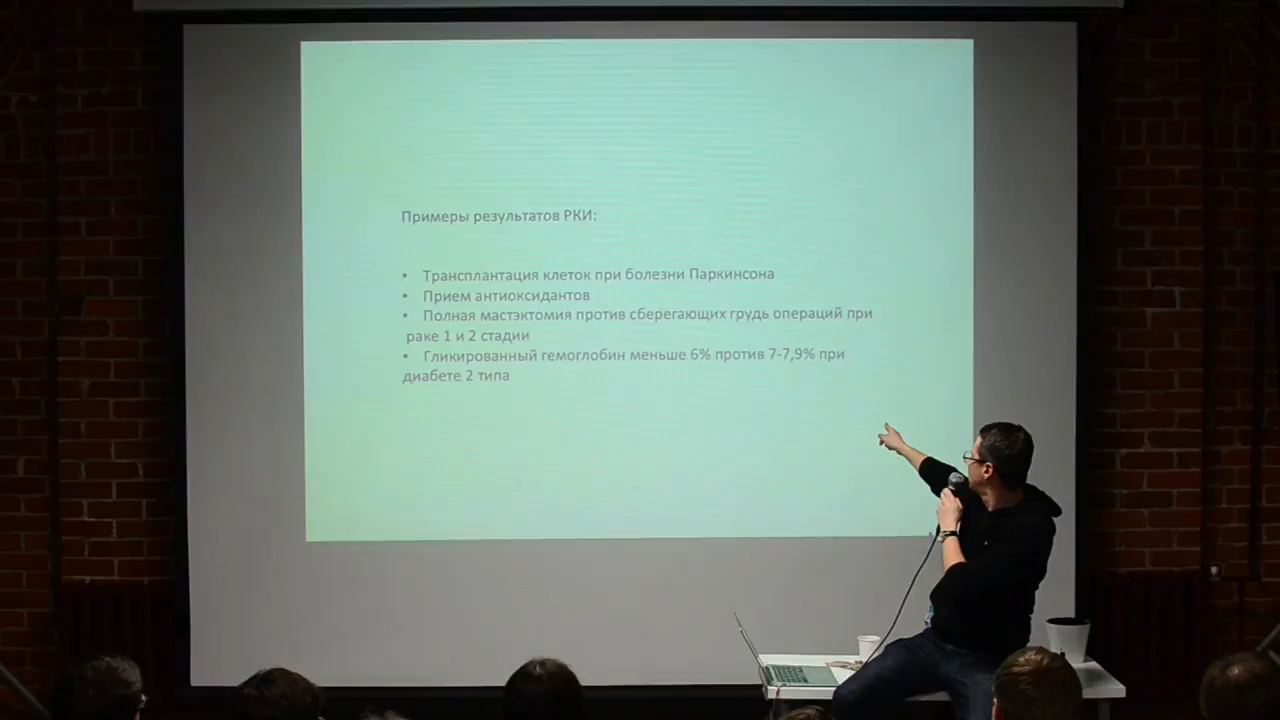 Примеры результатов РКИ:
• Трансплантация клеток при болезни Паркинсона
• Прием антиоксидантов
• Полная мастэктомия против сберегающих грудь операций при
раке 1 и 2 стадии
• Гликированный гемоглобин меньше 6% против 7-7,9% при
диабете 2 типа